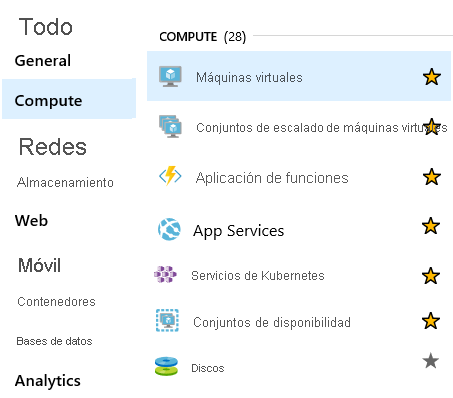 Todo
General
Compute
Redes
Almacenamiento
Web
Móvil
Contenedores
Bases de datos
Analytics
COMPUTE (28)
Máquinas virtuales
Conjuntos de escalado de máquinas virtuales
Aplicación de funciones
App Services
Servicios de Kubernetes
Conjuntos de disponibilidad
Discos